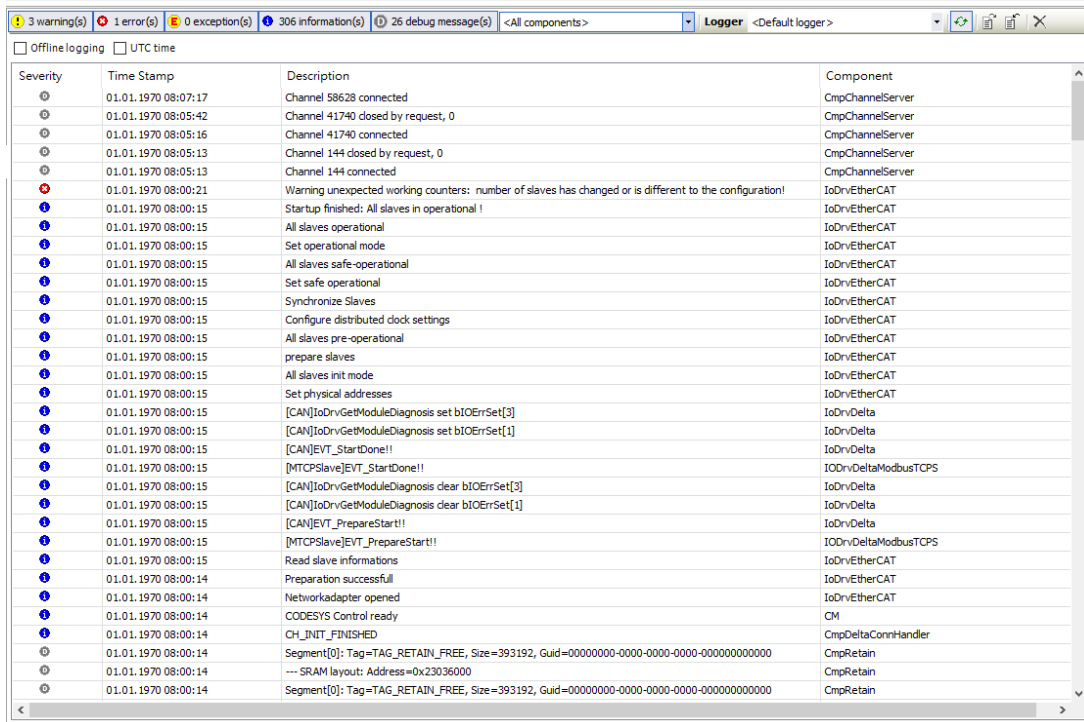 3 warning(s) 1 error(s) E 0 exception(s) 306 information(s) D 26 debug message(s) <All components> Logger <Default logger>
Offline logging UTC time
Severity Time Stamp Description Component
01.01.1970 08:07:17 Channel 58628 connected CmpChannelServer
01.01.1970 08:05:42 Channel 41740 closed by request, 0 CmpChannelServer
01.01.1970 08:05:16 Channel 41740 connected CmpChannelServer
01.01.1970 08:05:13 Channel 144 closed by request, 0 CmpChannelServer
01.01.1970 08:05:13 Channel 144 connected CmpChannelServer
01.01.1970 08:00:21 Warning unexpected working counters: number of slaves has changed or is different to the configuration! IoDrvEtherCAT
01.01.1970 08:00:15 Startup finished: All slaves in operational ! IoDrvEtherCAT
01.01.1970 08:00:15 All slaves operational IoDrvEtherCAT
01.01.1970 08:00:15 Set operational mode IoDrvEtherCAT
01.01.1970 08:00:15 All slaves safe-operational IoDrvEtherCAT
01.01.1970 08:00:15 Set safe operational IoDrvEtherCAT
01.01.1970 08:00:15 Synchronize Slaves IoDrvEtherCAT
01.01.1970 08:00:15 Configure distributed clock settings IoDrvEtherCAT
01.01.1970 08:00:15 All slaves pre-operational IoDrvEtherCAT
01.01.1970 08:00:15 prepare slaves IoDrvEtherCAT
01.01.1970 08:00:15 All slaves init mode IoDrvEtherCAT
01.01.1970 08:00:15 Set physical addresses IoDrvEtherCAT
01.01.1970 08:00:15 [CAN]IoDrvGetModuleDiagnosis set bIOErrSet[3] IoDrvDelta
01.01.1970 08:00:15 [CAN]IoDrvGetModuleDiagnosis set bIOErrSet[1] IoDrvDelta
01.01.1970 08:00:15 [CAN]EVT_StartDone!! IoDrvDelta
01.01.1970 08:00:15 [MTCPSlave]EVT_StartDone!! IODrvDeltaModbusTCPS
01.01.1970 08:00:15 [CAN]IoDrvGetModuleDiagnosis clear bIOErrSet[3] IoDrvDelta
01.01.1970 08:00:15 [CAN]IoDrvGetModuleDiagnosis clear bIOErrSet[1] IoDrvDelta
01.01.1970 08:00:15 [CAN]EVT_PrepareStart!! IoDrvDelta
01.01.1970 08:00:15 [MTCPSlave]EVT_PrepareStart!! IODrvDeltaModbusTCPS
01.01.1970 08:00:15 Read slave informations IoDrvEtherCAT
01.01.1970 08:00:14 Preparation successfull IoDrvEtherCAT
01.01.1970 08:00:14 Networkadapter opened IoDrvEtherCAT
01.01.1970 08:00:14 CODESYS Control ready CM
01.01.1970 08:00:14 CH_INIT_FINISHED CmpDeltaConnHandler
01.01.1970 08:00:14 Segment[0]: Tag=TAG_RETAIN_FREE, Size=393192, Guid=00000000-0000-0000-0000-000000000000 CmpRetain
01.01.1970 08:00:14 --- SRAM layout: Address=0x23036000 CmpRetain
01.01.1970 08:00:14 Segment[0]: Tag=TAG_RETAIN_FREE, Size=393192, Guid=00000000-0000-0000-0000-000000000000 CmpRetain